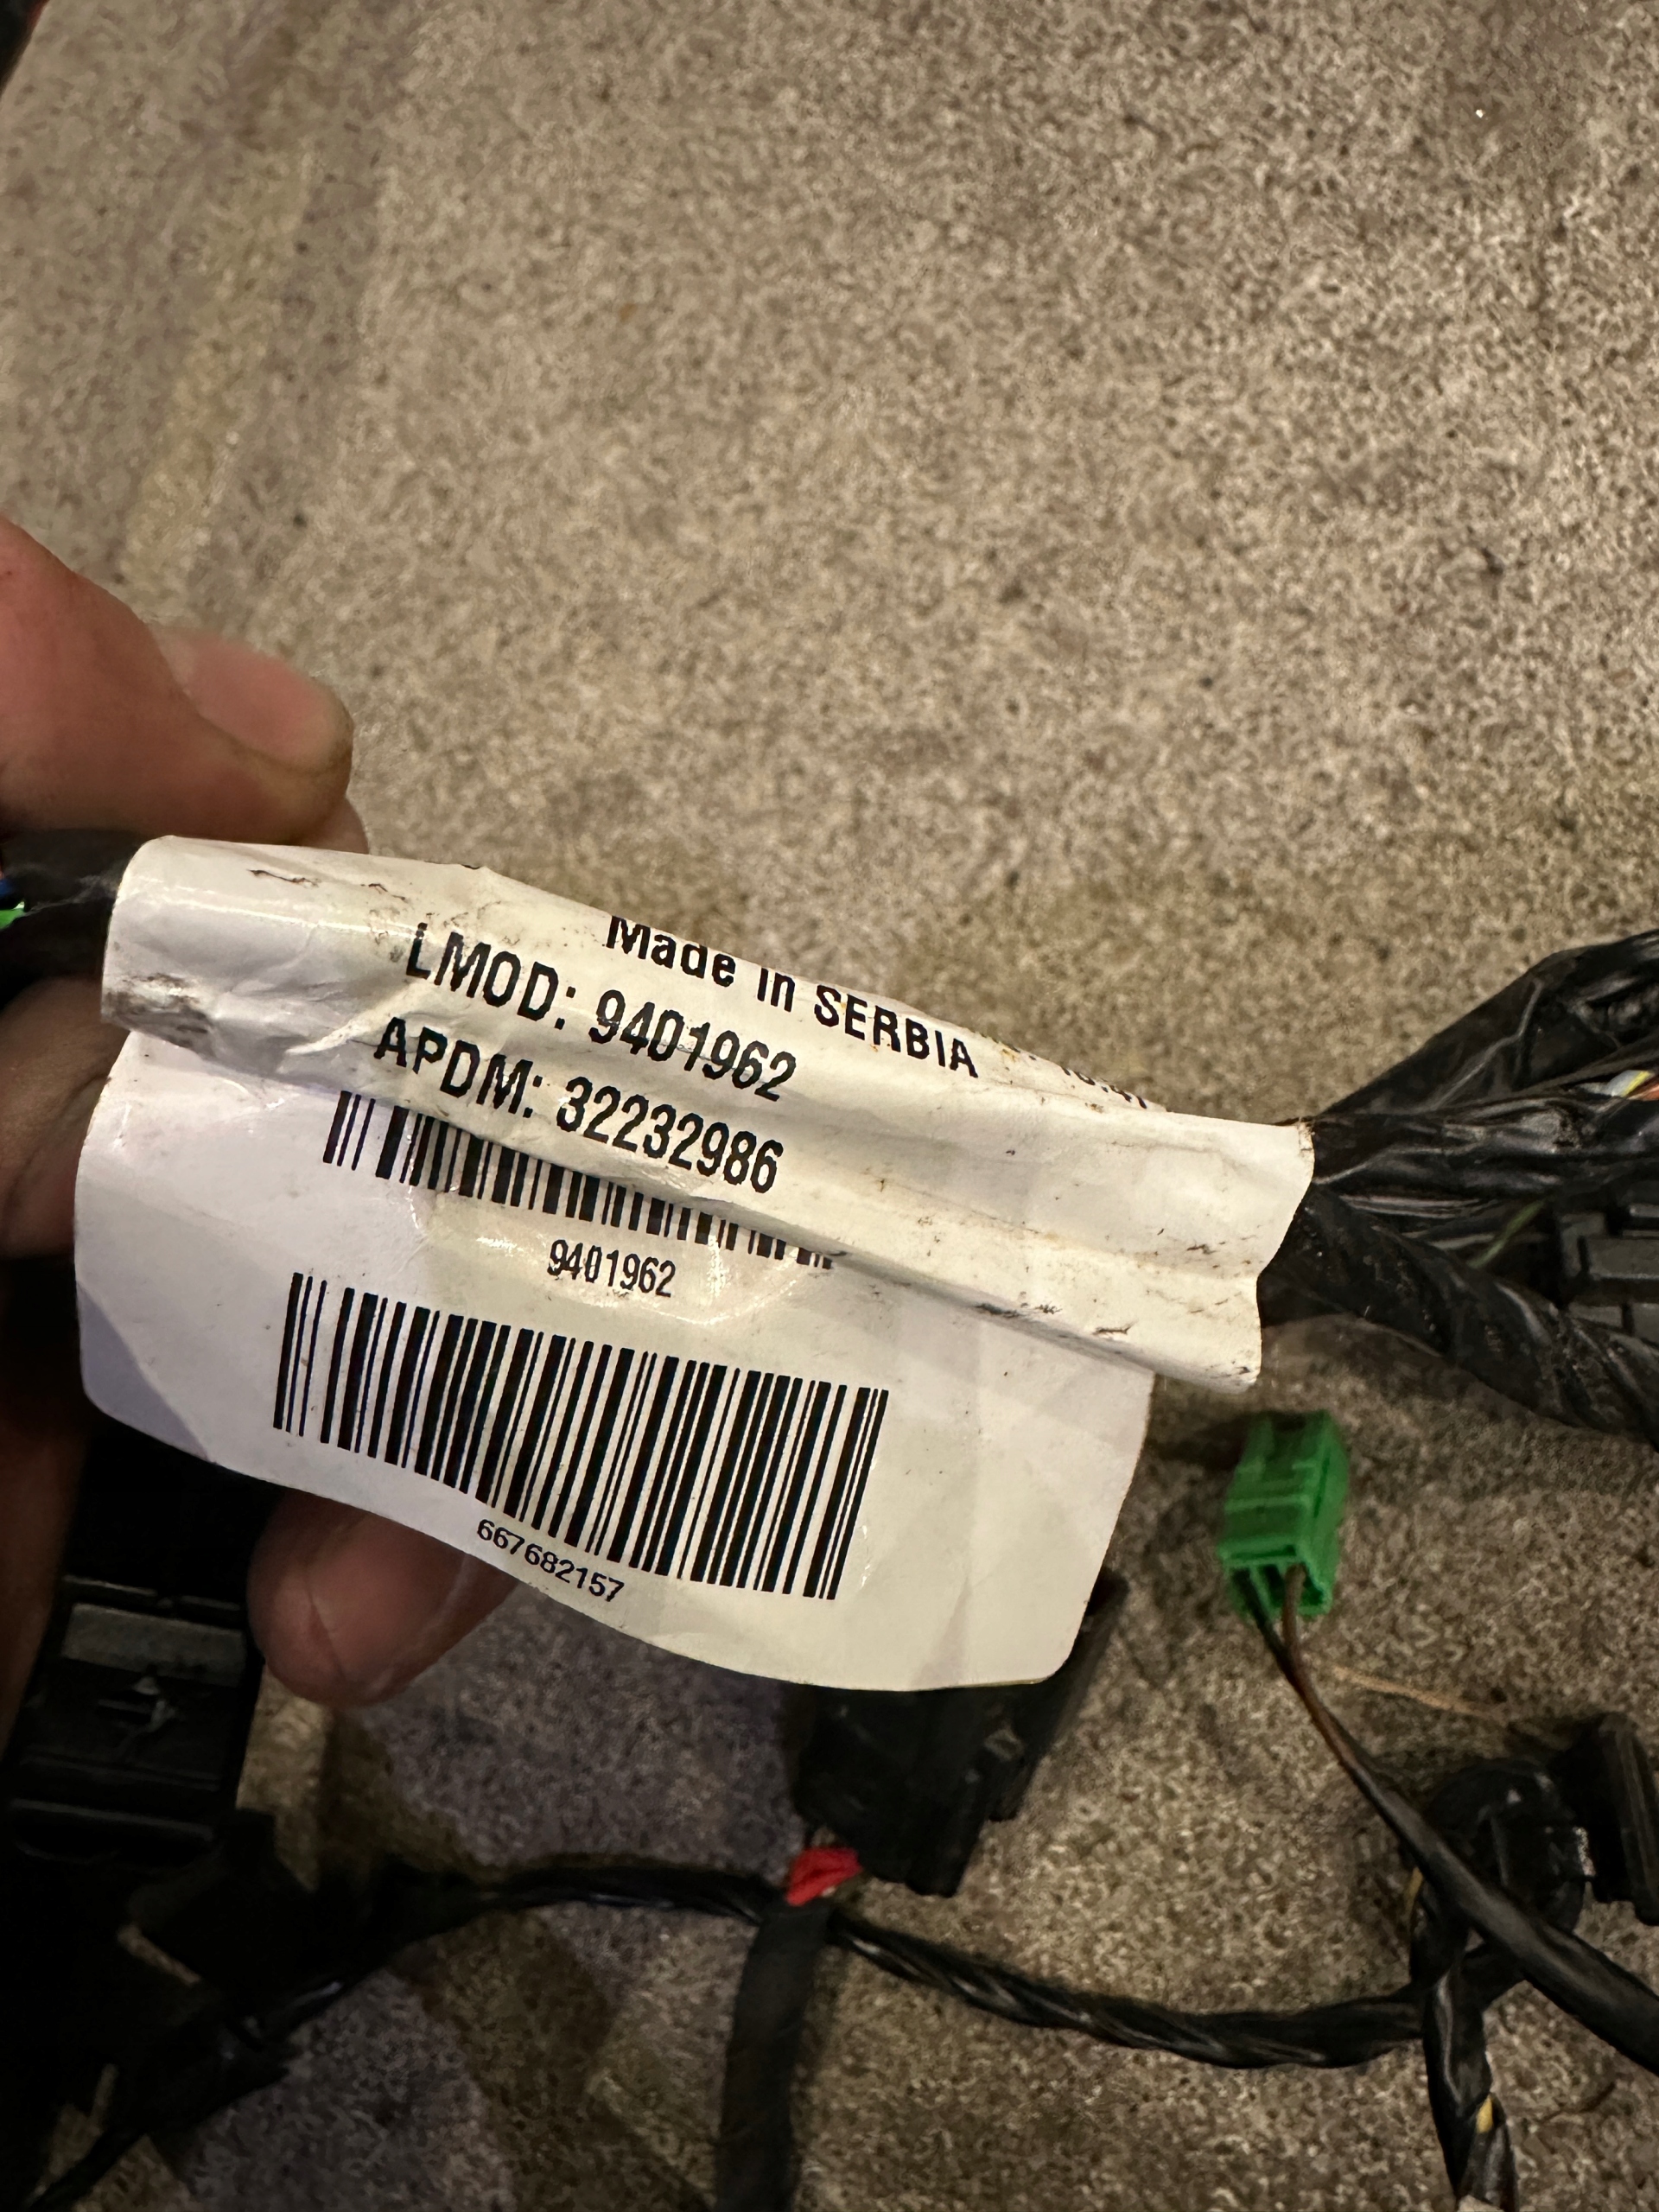 Made in SERBIA
LMOD: 9401962
APDM: 32232986
9401962
667682157